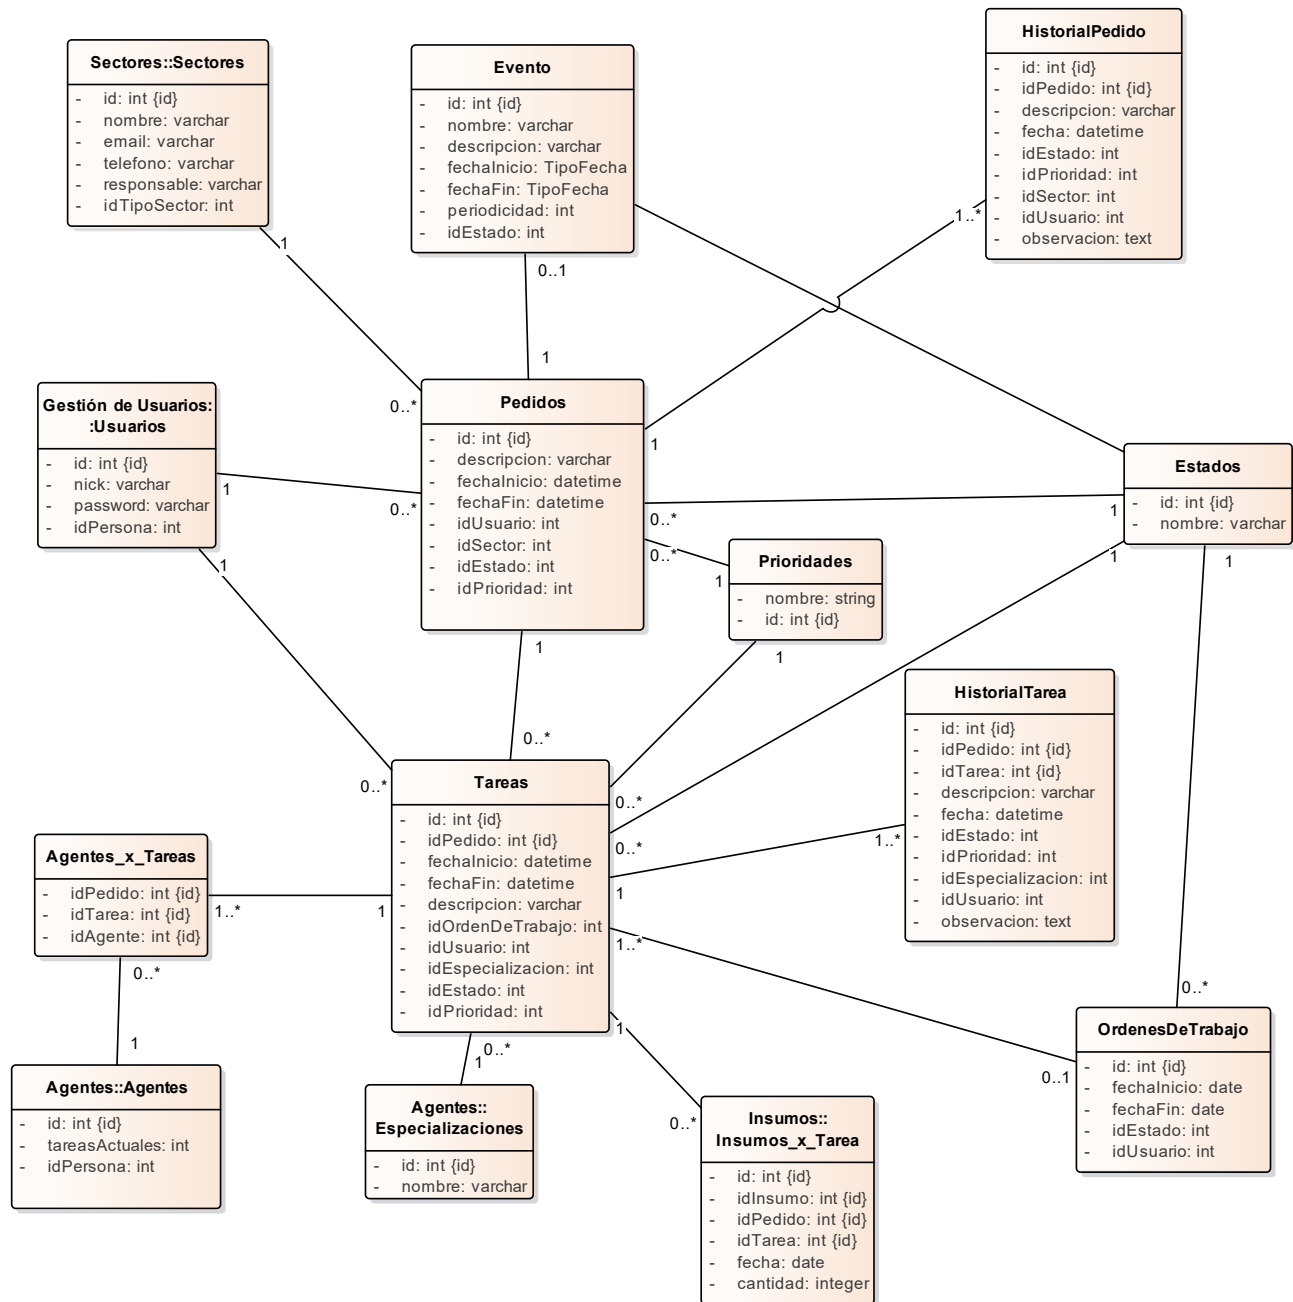 Sectores::Sectores
- id: int {id}
- nombre: varchar
- email: varchar
- telefono: varchar
- responsable: varchar
- idTipoSector: int
Evento
- id: int {id}
- nombre: varchar
- descripcion: varchar
- fechaInicio: TipoFecha
- fechaFin: TipoFecha
- periodicidad: int
- idEstado: int
HistorialPedido
- id: int {id}
- idPedido: int {id}
- descripcion: varchar
- fecha: datetime
- idEstado: int
- idPrioridad: int
- idSector: int
- idUsuario: int
- observacion: text
1
0..1
1..*
1
0..*
Gestión de Usuarios:
:Usuarios
- id: int {id}
- nick: varchar
- password: varchar
- idPersona: int
1
0..*
Pedidos
- id: int {id}
- descripcion: varchar
- fechaInicio: datetime
- fechaFin: datetime
- idUsuario: int
- idSector: int
- idEstado: int
- idPrioridad: int
1
0..*
1
Estados
- id: int {id}
- nombre: varchar
0..*
1
Prioridades
- nombre: string
- id: int {id}
1
1
1
1
1
0..*
0..*
0..*
0..*
HistorialTarea
- id: int {id}
- idPedido: int {id}
- idTarea: int {id}
- descripcion: varchar
- fecha: datetime
- idEstado: int
- idPrioridad: int
- idEspecializacion: int
- idUsuario: int
- observacion: text
Tareas
- id: int {id}
- idPedido: int {id}
- fechaInicio: datetime
- fechaFin: datetime
- descripcion: varchar
- idOrdenDeTrabajo: int
- idUsuario: int
- idEspecializacion: int
- idEstado: int
- idPrioridad: int
1
1..*
Agentes_x_Tareas
- idPedido: int {id}
- idTarea: int {id}
- idAgente: int {id}
1..*
1
0..*
1
1..*
0..1
0..*
OrdenesDeTrabajo
- id: int {id}
- fechaInicio: date
- fechaFin: date
- idEstado: int
- idUsuario: int
Agentes::Agentes
- id: int {id}
- tareasActuales: int
- idPersona: int
0..*
1
Agentes::
Especializaciones
- id: int {id}
- nombre: varchar
1
0..*
Insumos::
Insumos_x_Tarea
- id: int {id}
- idInsumo: int {id}
- idPedido: int {id}
- idTarea: int {id}
- fecha: date
- cantidad: integer